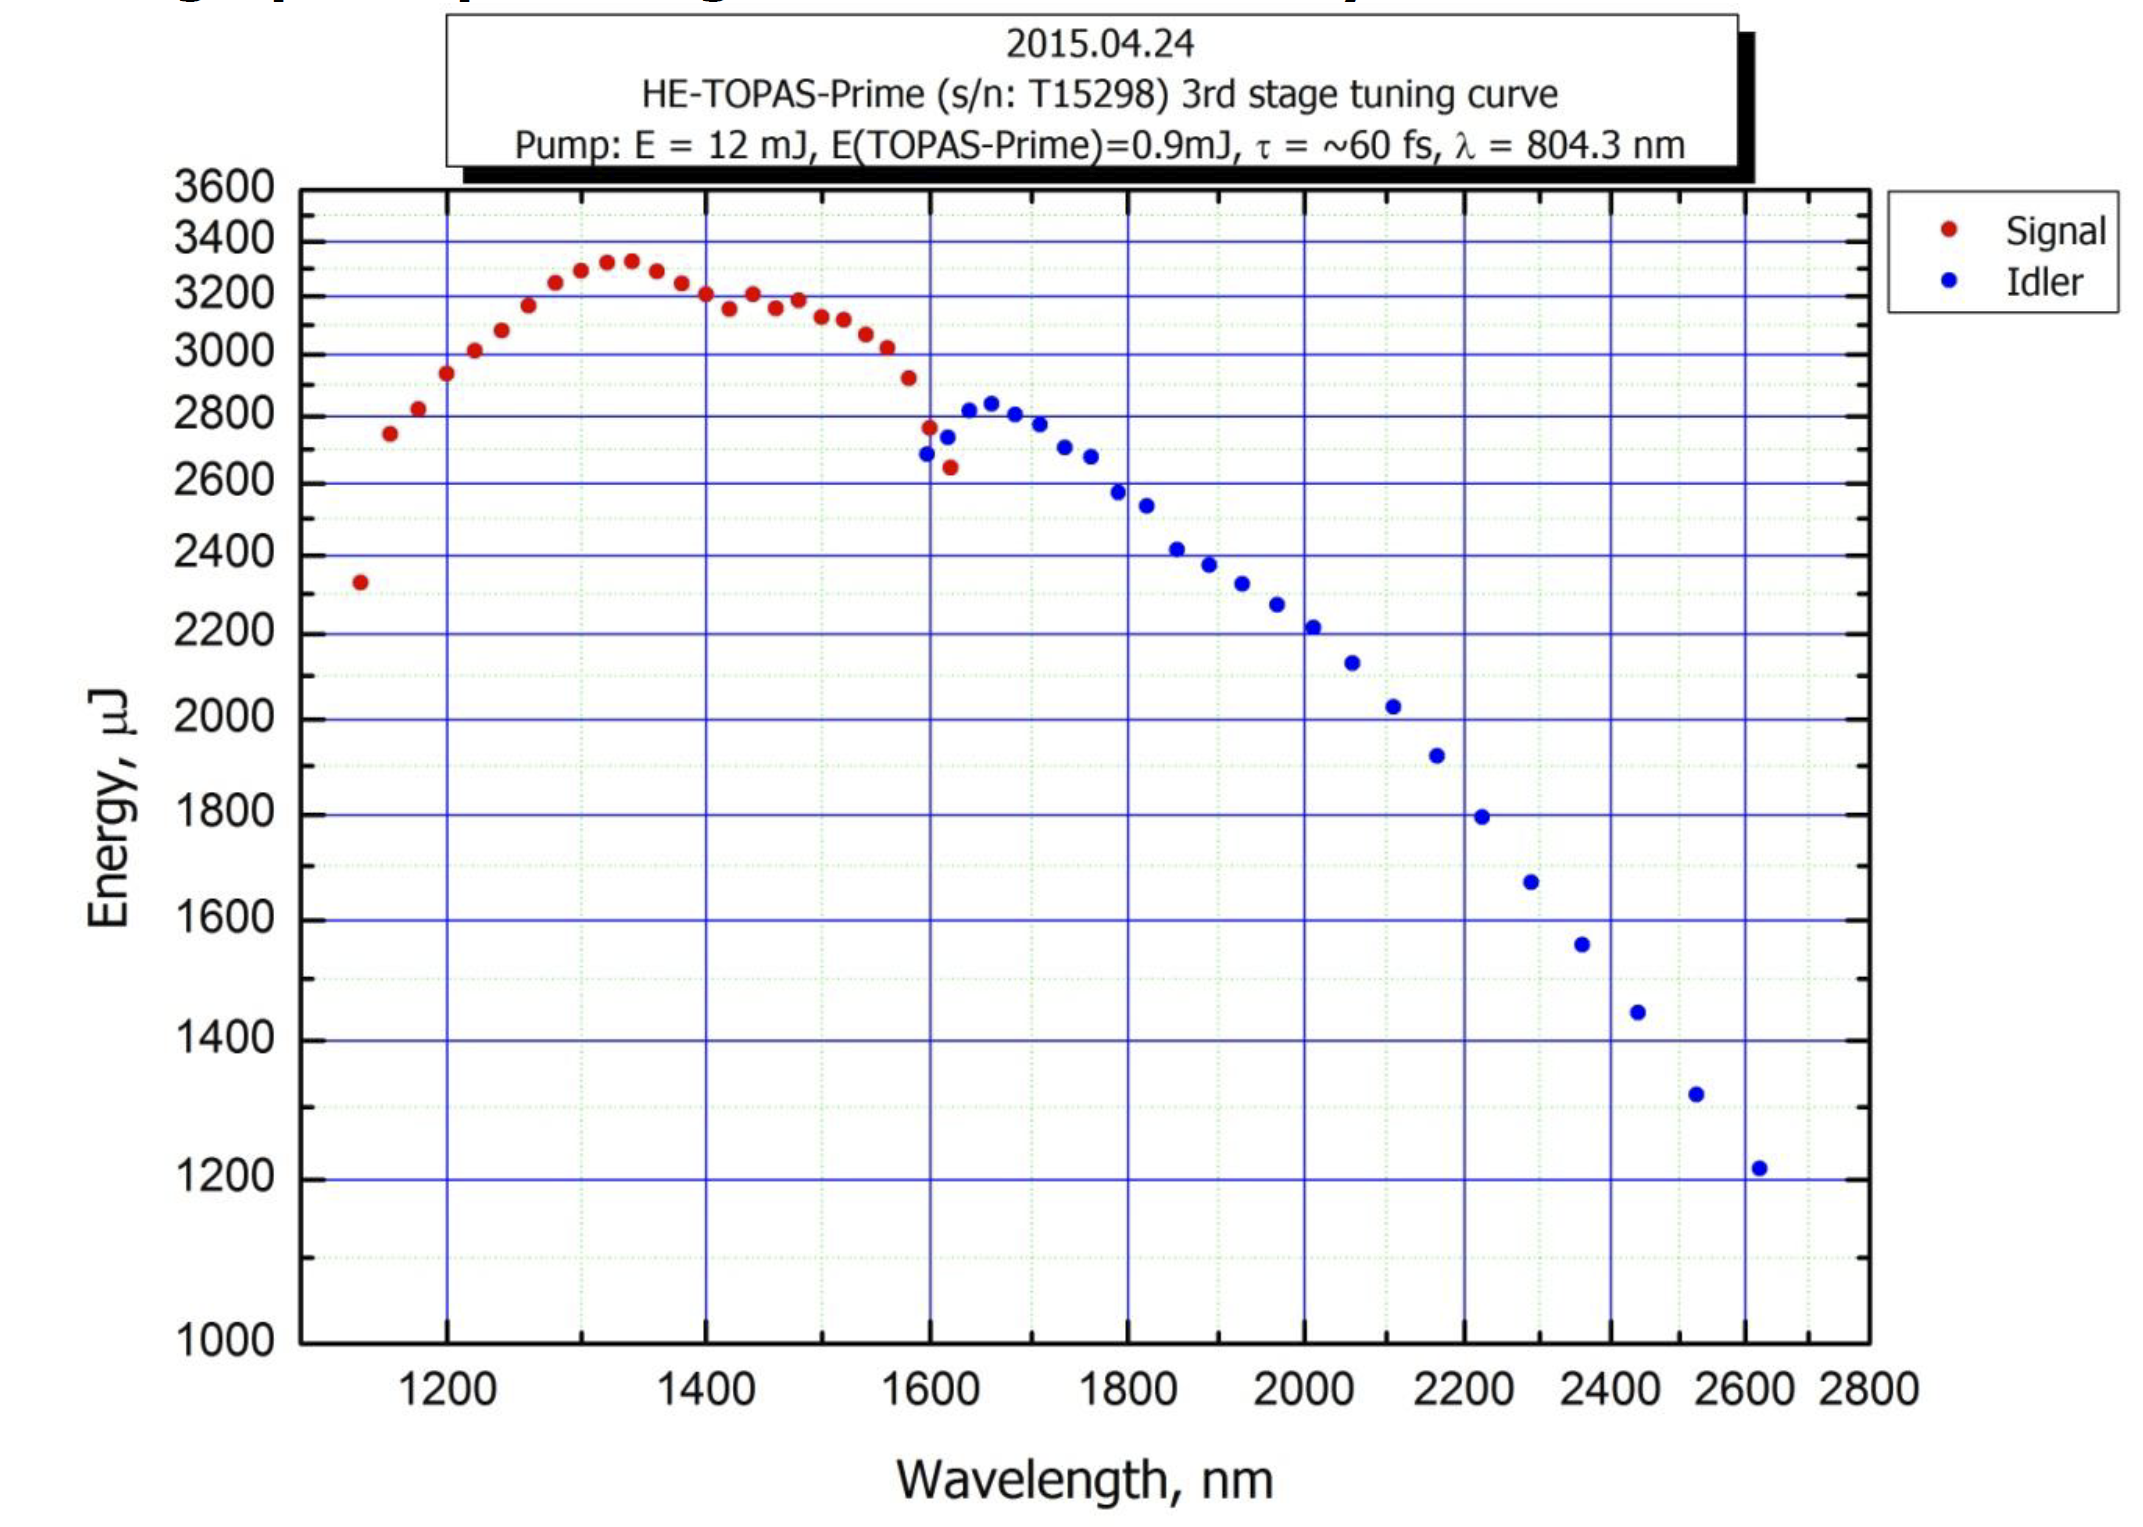 2015.04.24
HE-TOPAS-Prime (s/n: T15298) 3rd stage tuning curve
Pump: E = 12 mJ, E(TOPAS-Prime)=0.9mJ, τ = ~60 fs, λ = 804.3 nm
Signal
Idler
3600
3400
3200
3000
2800
2600
2400
2200
2000
1800
1600
1400
1200
1000
Energy, μJ
1200 1400 1600 1800 2000 2200 2400 2600 2800
Wavelength, nm